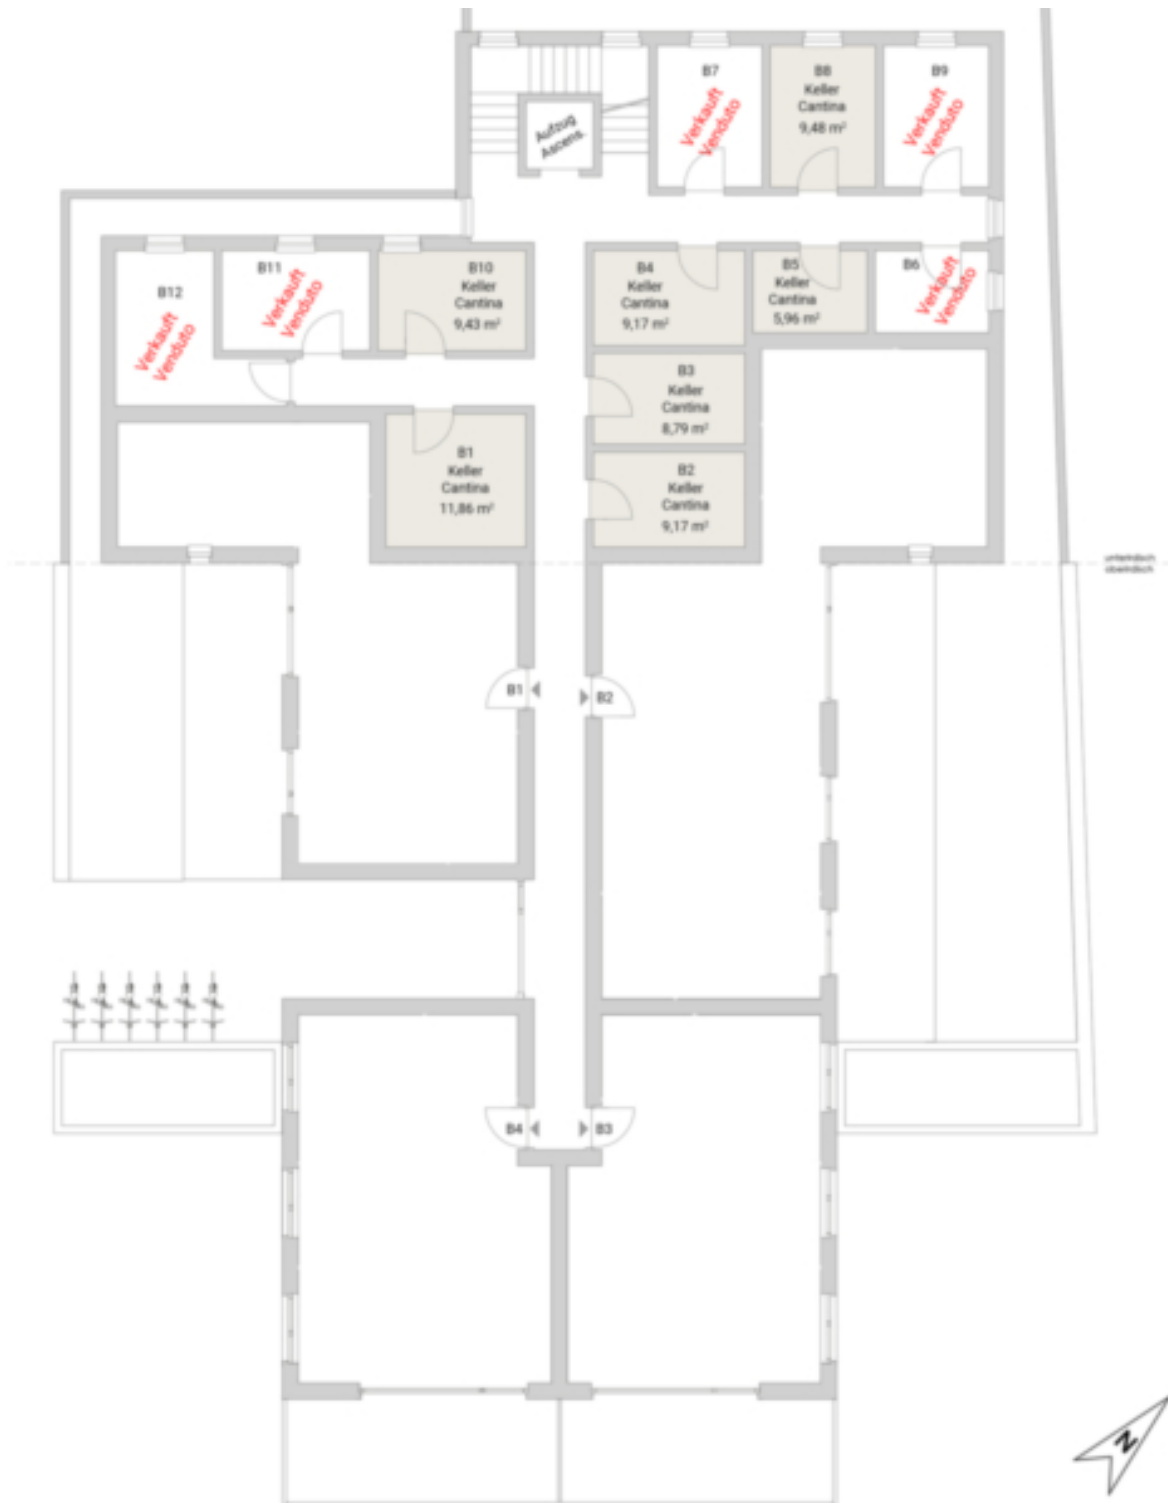 B7
Verkauft
Venduto
B8
Keller
Cantina
9,48 m²
B9
Verkauft
Venduto
Aufzug
Ascens.
B12
Verkauft
Venduto
B11
Verkauft
Venduto
B10
Keller
Cantina
9,43 m²
B4
Keller
Cantina
9,17 m²
B5
Keller
Cantina
5,96 m²
B6
Verkauft
Venduto
B3
Keller
Cantina
8,79 m²
B1
Keller
Cantina
11,86 m²
B2
Keller
Cantina
9,17 m²
unterirdisch
oberirdisch
B1
B2
B4
B3
N